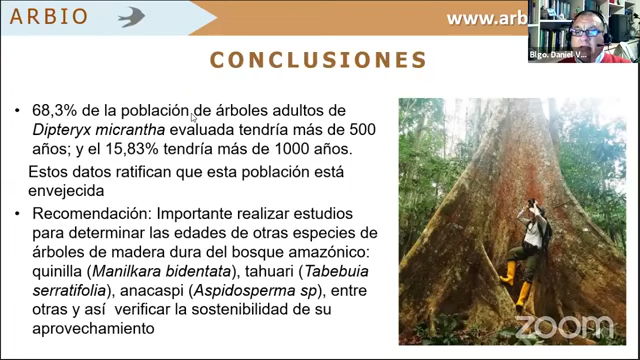 ARBIO
www.arb
Blgo. Daniel V...
CONCLUSIONES
• 68,3% de la población de árboles adultos de
Dipteryx micrantha evaluada tendría más de 500
años; y el 15,83% tendría más de 1000 años.
Estos datos ratifican que esta población está
envejecida
• Recomendación: Importante realizar estudios
para determinar las edades de otras especies de
árboles de madera dura del bosque amazónico:
quinilla (Manilkara bidentata), tahuari (Tabebuia
serratifolia), anacaspi (Aspidosperma sp), entre
otras y así  verificar la sostenibilidad de su
aprovechamiento
zoom